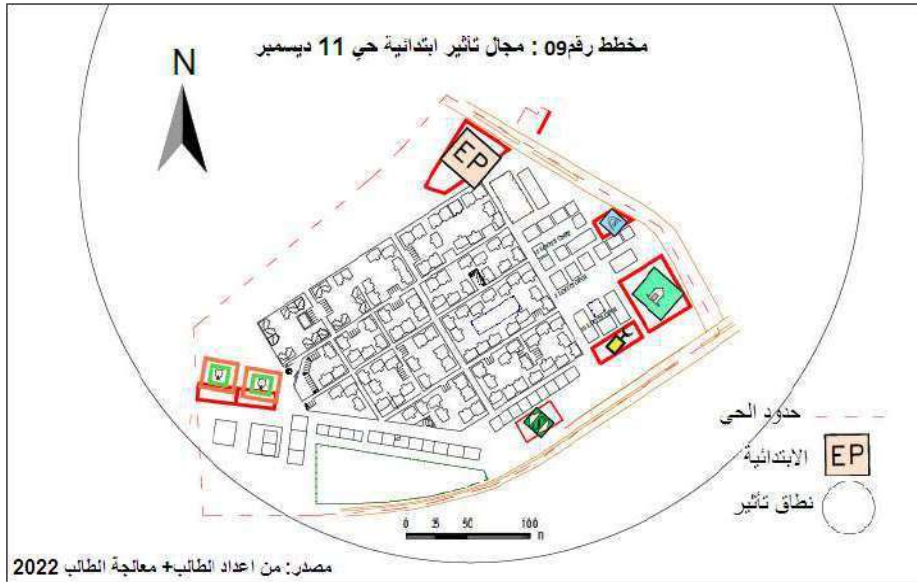 مخطط رقم09 : مجال تأثير ابتدائية حي 11 ديسمبر
N
EP
حدود الحي
الابتدائية
EP
نطاق تأثير
0 25 50 100
m
مصدر: من اعداد الطالب+ معالجة الطالب 2022